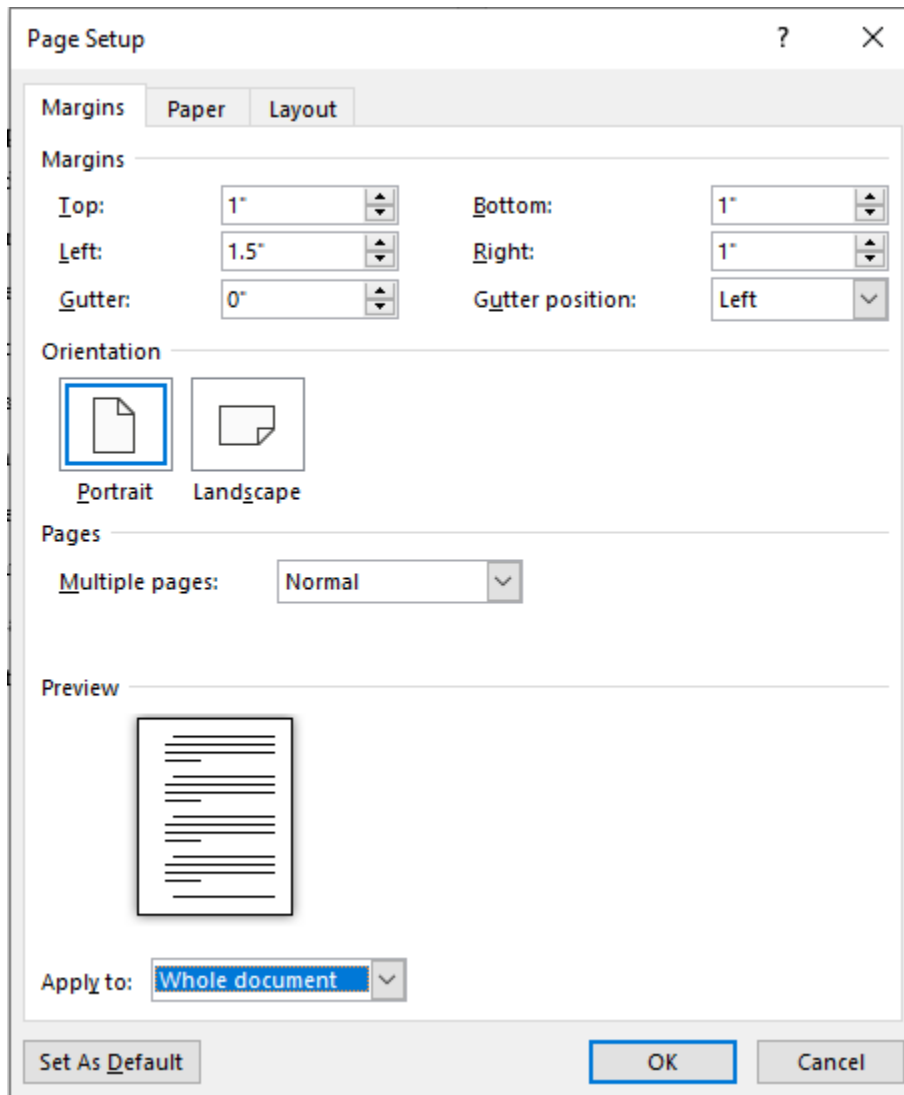 Page Setup ?
Margins Paper Layout
Margins
Top: 1" Bottom: 1"
Left: 1.5" Right: 1"
Gutter: 0" Gutter position: Left
Orientation
Portrait Landscape
Pages
Multiple pages: Normal
Preview
Apply to: Whole document
Set As Default OK Cancel